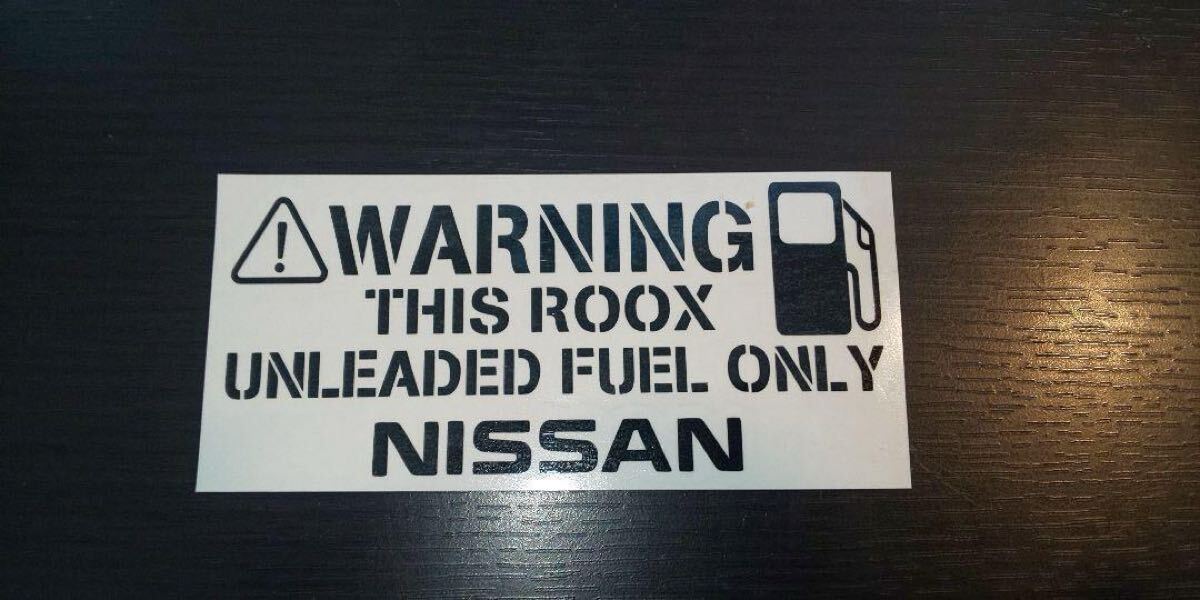 WARNING
THIS ROOX
UNLEADED FUEL ONLY
NISSAN